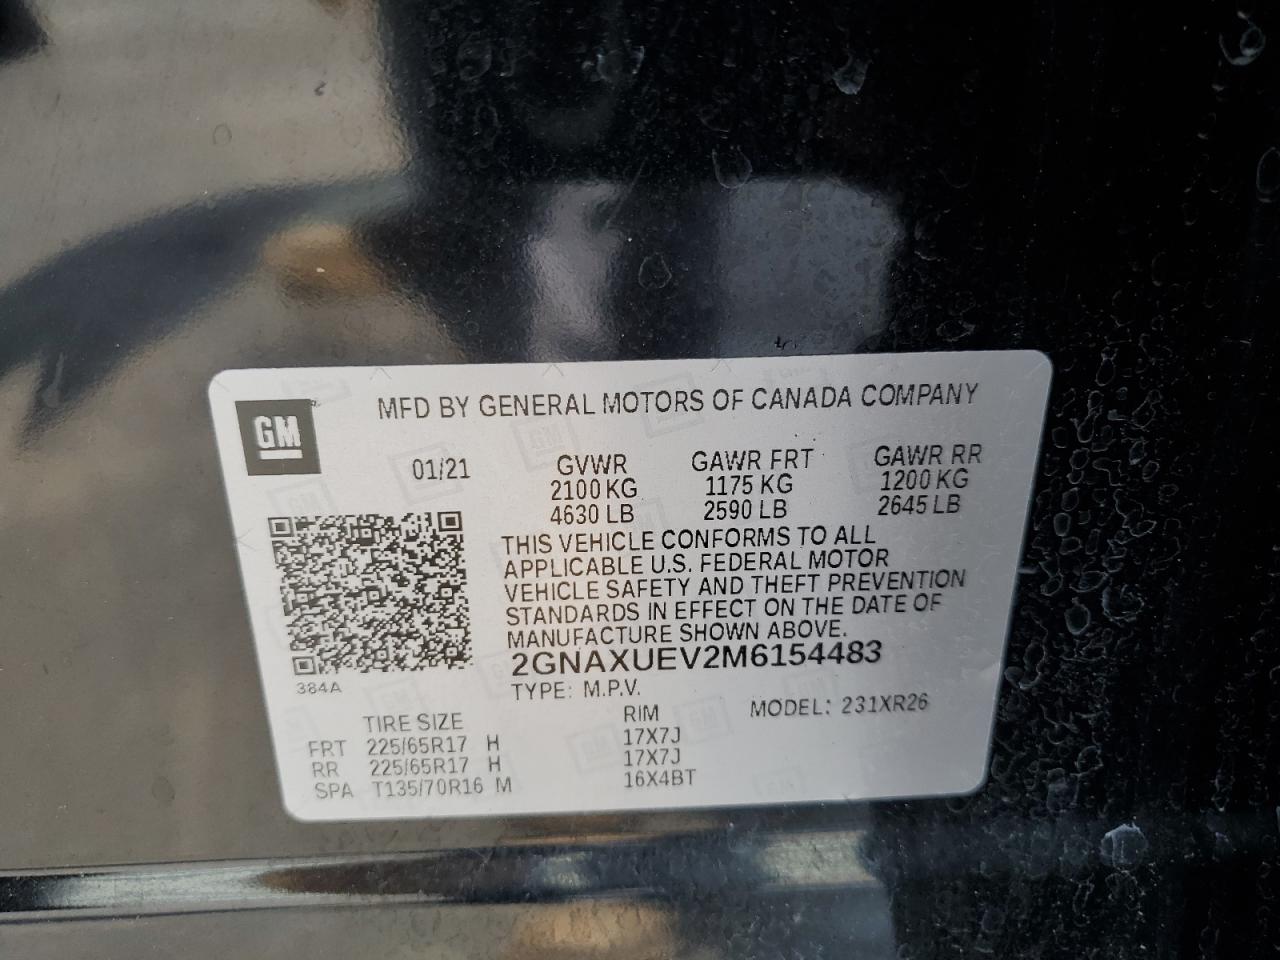 GM
MFD BY GENERAL MOTORS OF CANADA COMPANY
01/21 GVWR GAWR FRT GAWR RR
2100 KG 1175 KG 1200 KG
4630 LB 2590 LB 2645 LB
THIS VEHICLE CONFORMS TO ALL
APPLICABLE U.S. FEDERAL MOTOR
VEHICLE SAFETY AND THEFT PREVENTION
STANDARDS IN EFFECT ON THE DATE OF
MANUFACTURE SHOWN ABOVE.
2GNAXUEV2M6154483
384A
TYPE: M.P.V. MODEL: 231XR26
TIRE SIZE RIM
FRT 225/65R17 H 17X7J
RR 225/65R17 H 17X7J
SPA T135/70R16 M 16X4BT